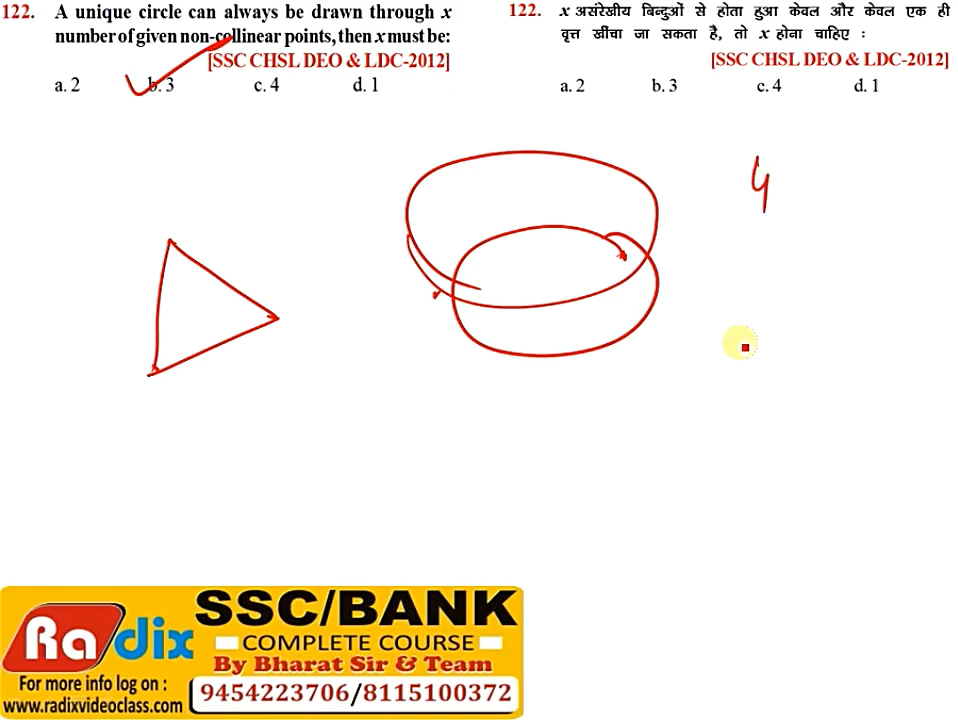 122. A unique circle can always be drawn through x
number of given non-collinear points, then x must be:
[SSC CHSL DEO & LDC-2012]
a. 2 b. 3 c. 4 d. 1
122. x असंरेखीय बिन्दुओं से होता हुआ केवल और केवल एक ही
वृत्त खींचा जा सकता है, तो x होना चाहिए :
[SSC CHSL DEO & LDC-2012]
a. 2 b. 3 c. 4 d. 1
4
Radix
For more info log on :
www.radixvideoclass.com
SSC/BANK
COMPLETE COURSE
By Bharat Sir & Team
9454223706/8115100372